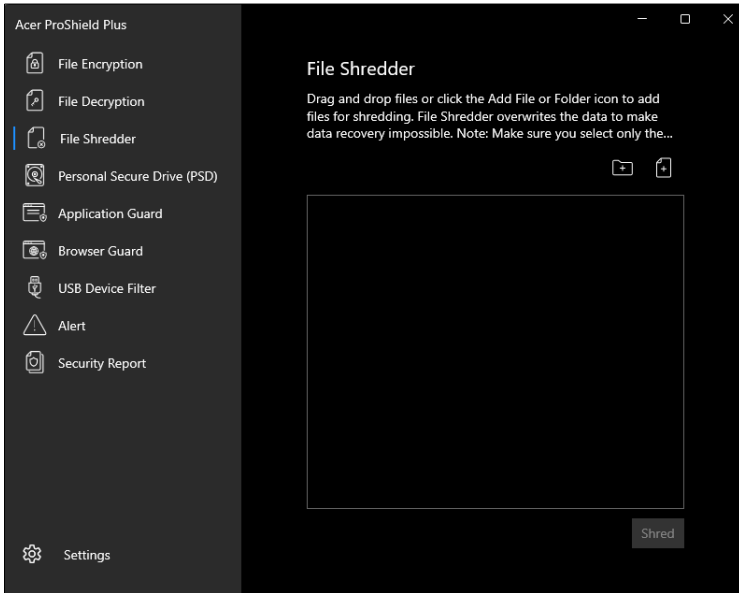 Acer ProShield Plus
File Encryption
File Decryption
File Shredder
Personal Secure Drive (PSD)
Application Guard
Browser Guard
USB Device Filter
Alert
Security Report
Settings
File Shredder
Drag and drop files or click the Add File or Folder icon to add
files for shredding. File Shredder overwrites the data to make
data recovery impossible. Note: Make sure you select only the...
Shred